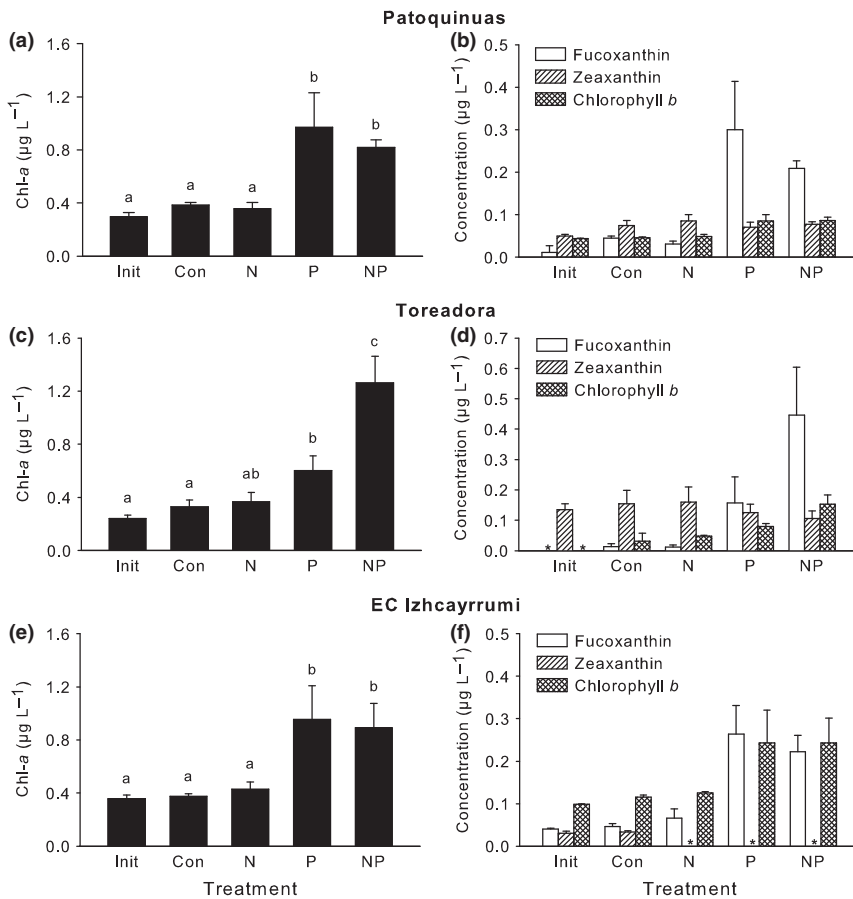 Patoquinuas
(a)
Chl-a (µg L−1)
1.6
1.2
0.8
0.4
0.0
a
a
a
b
b
Init Con N P NP
(b)
Concentration (µg L−1)
0.5
0.4
0.3
0.2
0.1
0.0
Fucoxanthin
Zeaxanthin
Chlorophyll b
Init Con N P NP
Toreadora
(c)
Chl-a (µg L−1)
1.6
1.2
0.8
0.4
0.0
a
a
ab
b
c
Init Con N P NP
(d)
Concentration (µg L−1)
0.7
0.6
0.5
0.4
0.3
0.2
0.1
0.0
Fucoxanthin
Zeaxanthin
Chlorophyll b
* *
Init Con N P NP
EC Izhcayrrumi
(e)
Chl-a (µg L−1)
1.6
1.2
0.8
0.4
0.0
a
a
a
b
b
Init Con N P NP
Treatment
(f)
Concentration (µg L−1)
0.5
0.4
0.3
0.2
0.1
0.0
Fucoxanthin
Zeaxanthin
Chlorophyll b
* * *
Init Con N P NP
Treatment